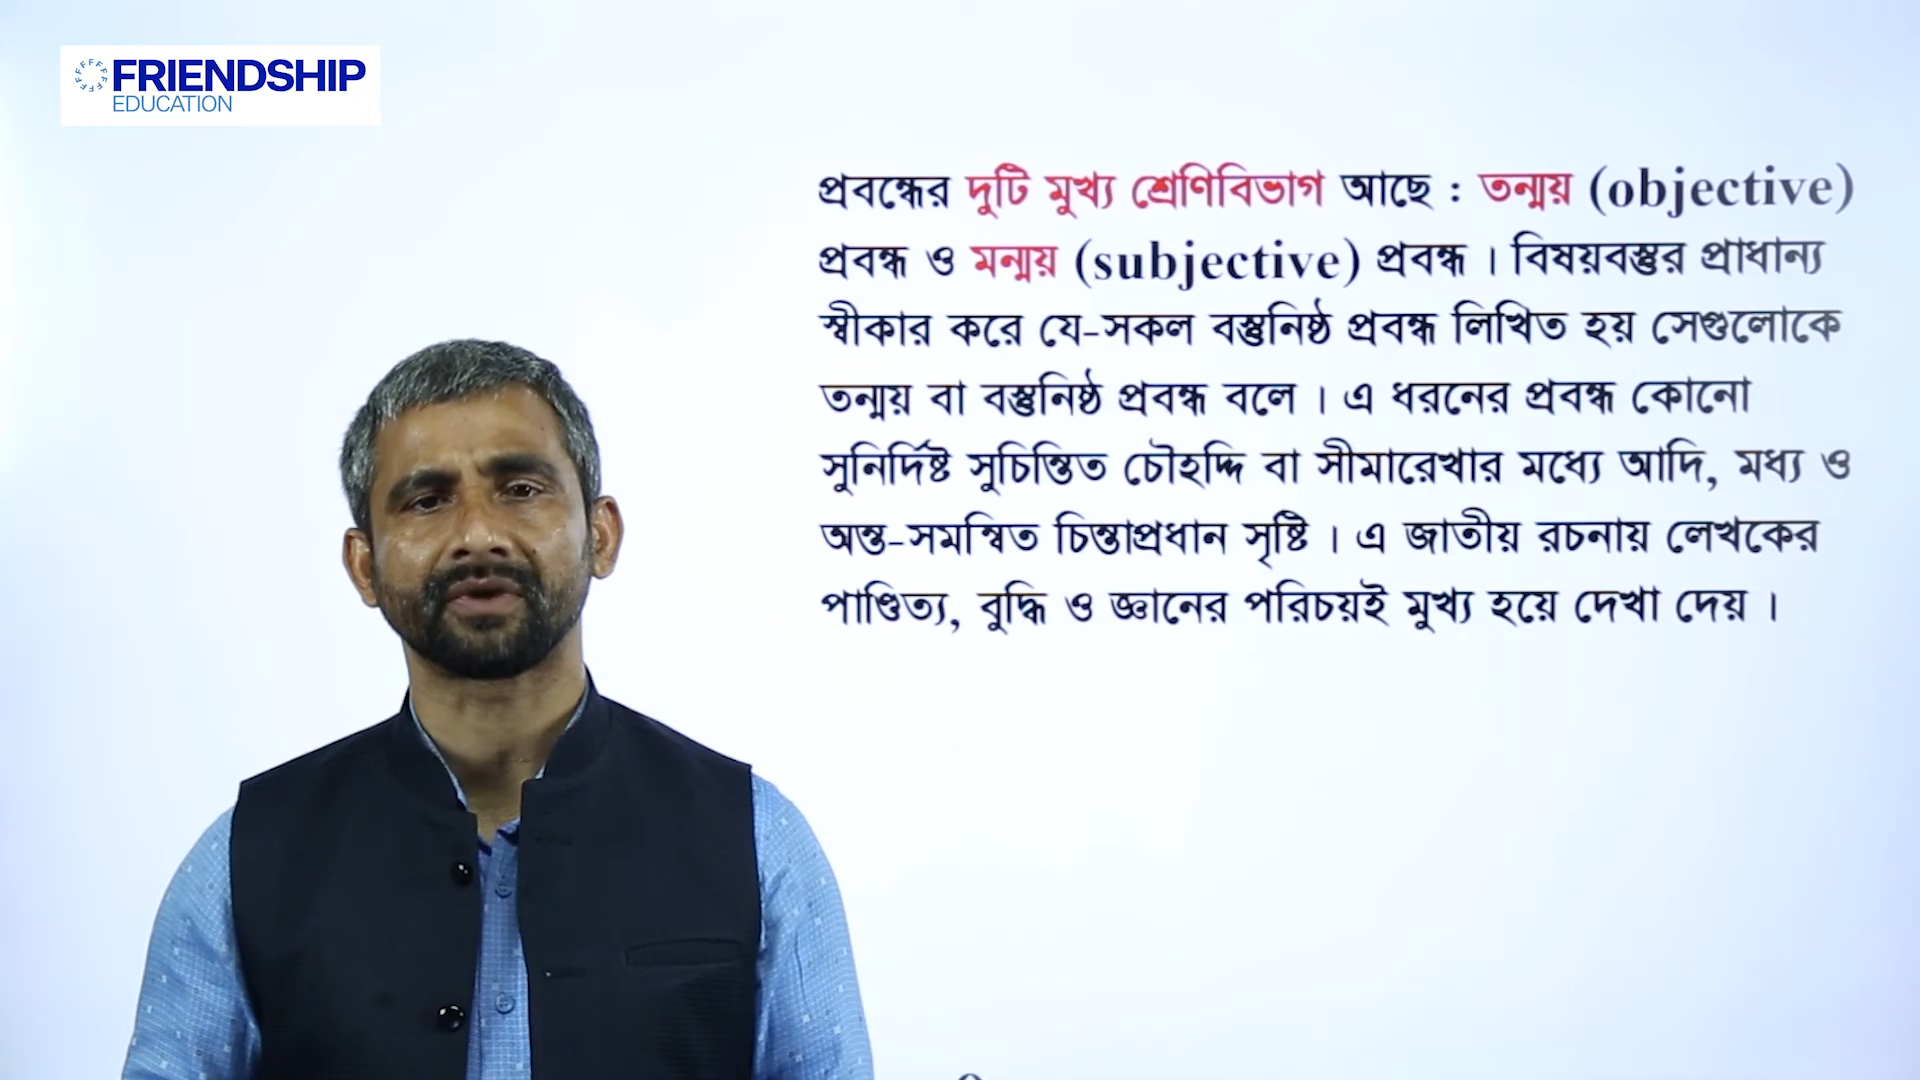 FRIENDSHIP
EDUCATION
প্রবন্ধের দুটি মুখ্য শ্রেণিবিভাগ আছে : তন্ময় (objective)
প্রবন্ধ ও মন্ময় (subjective) প্রবন্ধ । বিষয়বস্তুর প্রাধান্য
স্বীকার করে যে-সকল বস্তুনিষ্ঠ প্রবন্ধ লিখিত হয় সেগুলোকে
তন্ময় বা বস্তুনিষ্ঠ প্রবন্ধ বলে । এ ধরনের প্রবন্ধ কোনো
সুনির্দিষ্ট সুচিন্তিত চৌহদ্দি বা সীমারেখার মধ্যে আদি, মধ্য ও
অন্ত-সমন্বিত চিন্তাপ্রধান সৃষ্টি । এ জাতীয় রচনায় লেখকের
পাণ্ডিত্য, বুদ্ধি ও জ্ঞানের পরিচয়ই মুখ্য হয়ে দেখা দেয় ।